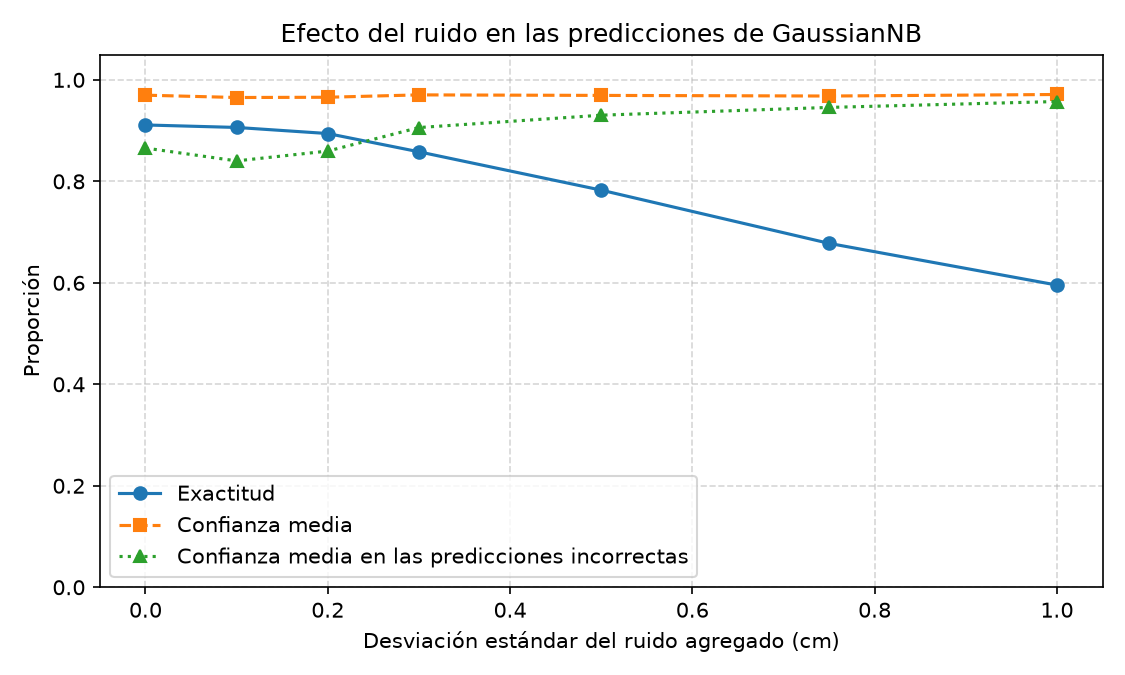 Efecto del ruido en las predicciones de GaussianNB
Proporción
1.0
0.8
0.6
0.4
0.2
0.0
Exactitud
Confianza media
Confianza media en las predicciones incorrectas
0.0 0.2 0.4 0.6 0.8 1.0
Desviación estándar del ruido agregado (cm)